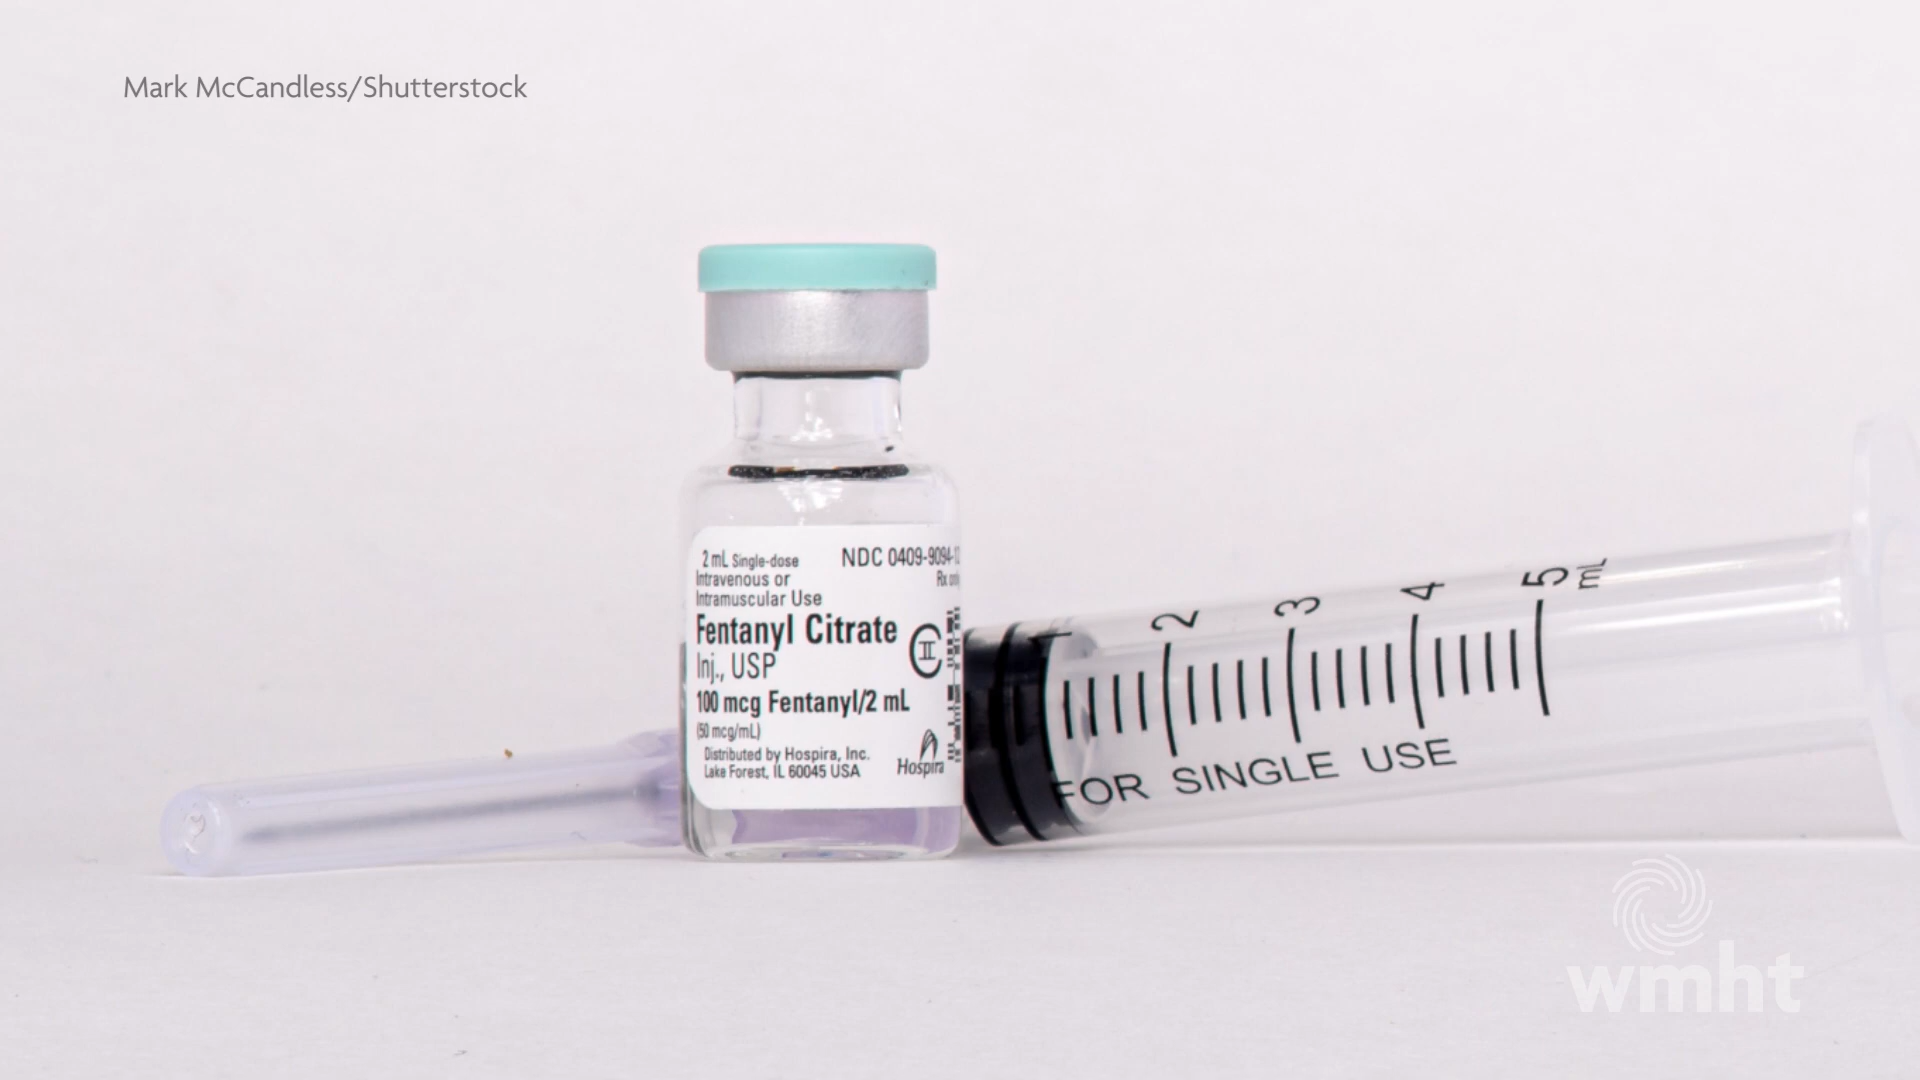 Mark McCandless/Shutterstock
2 mL Single-dose
NDC 0409-9094-
Intravenous or
Rx
Intramuscular Use
Fentanyl Citrate
CII
Inj., USP
100 mcg Fentanyl/2 mL
(50 mcg/mL)
Distributed by Hospira, Inc.
Lake Forest, IL 60045 USA
Hospira
1 2 3 4 5 mL
FOR SINGLE USE
wmht